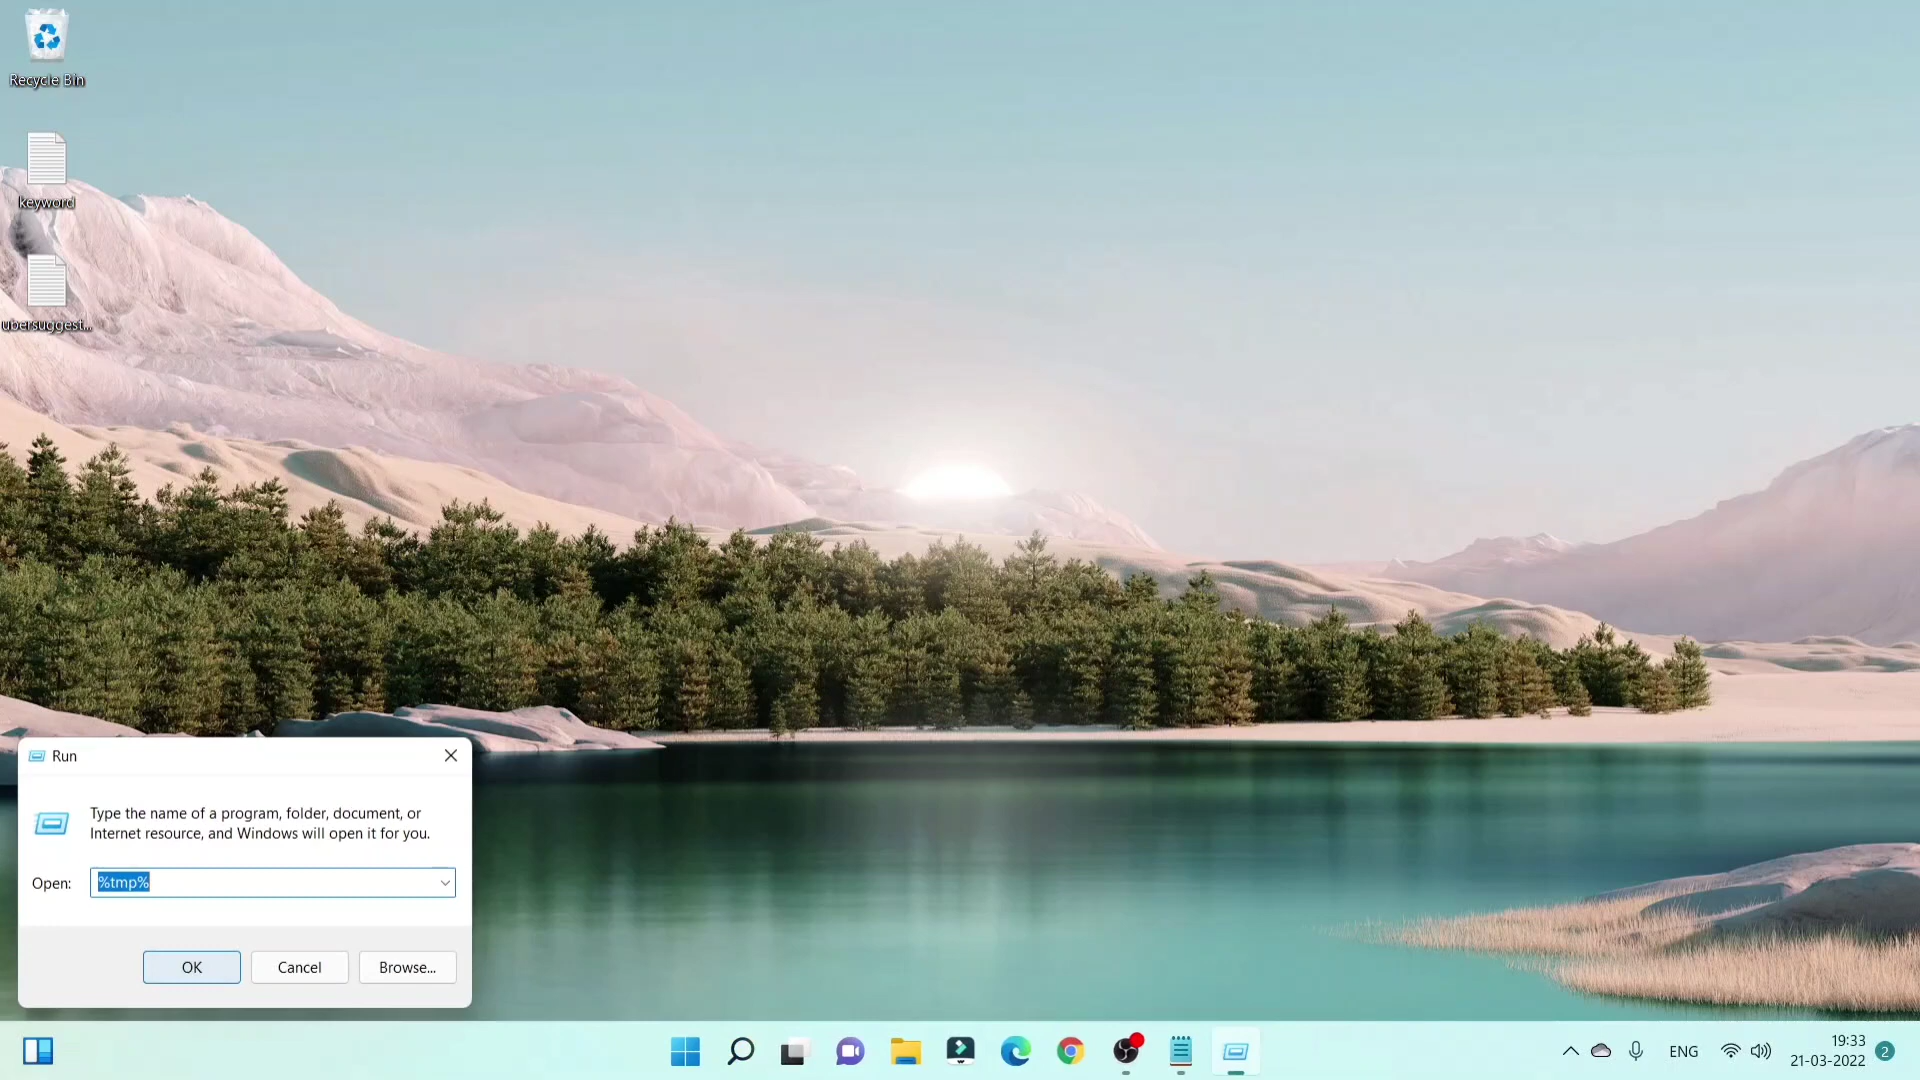 Recycle Bin
keyword
ubersuggest...
Run
Type the name of a program, folder, document, or
Internet resource, and Windows will open it for you.
Open:
%tmp%
OK
Cancel
Browse...
ENG
19:33
21-03-2022
2